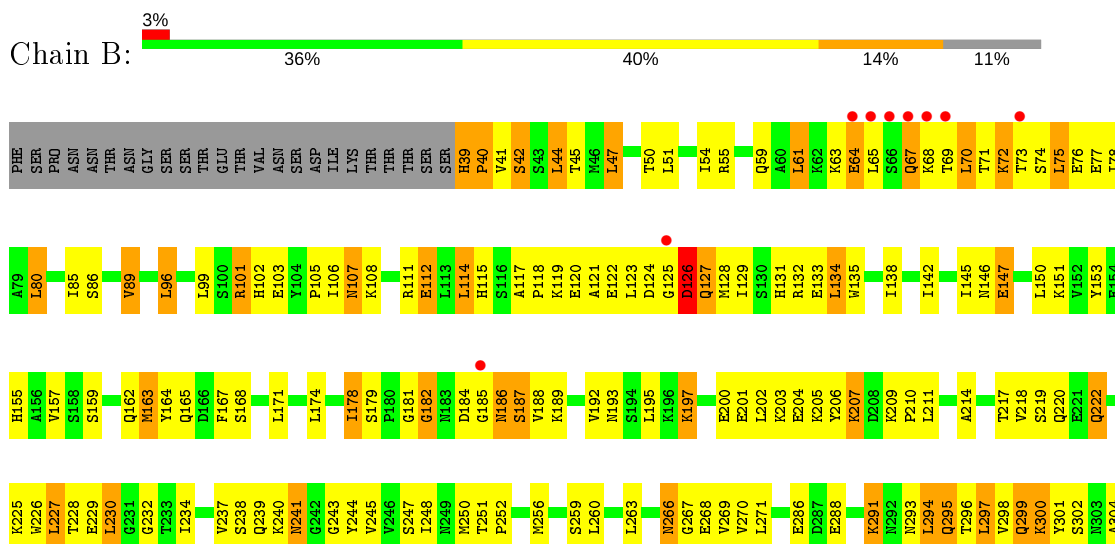 3%
Chain B:
36% 40% 14% 11%
PHE SER PRO ASN ASN THR ASN GLY SER SER THR GLU THR VAL ASN SER ASP ILE LYS THR THR THR SER SER H39 P40 V41 S42 S43 L44 T45 M46 L47 T50 L51 I54 R55 Q59 A60 L61 K62 K63 E64 L65 S66 Q67 K68 T69 L70 T71 K72 T73 S74 L75 E76 E77 I78
A79 L80 I85 S86 V89 L96 L99 S100 R101 H102 E103 Y104 P105 I106 N107 K108 R111 E112 L113 L114 H115 S116 A117 P118 K119 E120 A121 E122 L123 D124 G125 D126 Q127 M128 I129 S130 H131 R132 E133 L134 W135 I138 I142 I145 N146 E147 L150 K151 V152 Y153 E154
H155 A156 V157 S158 S159 Q162 M163 Y164 Q165 D166 F167 S168 L171 L174 I178 S179 P180 G181 G182 N183 D184 G185 N186 S187 V188 K189 V192 N193 S194 L195 K196 K197 E200 E201 L202 K203 E204 K205 Y206 K207 D208 K209 P210 L211 A214 T217 V218 S219 Q220 E221 Q222
K225 W226 L227 T228 E229 L230 G231 G232 T233 I234 V237 S238 Q239 K240 N241 G242 G243 Y244 V245 V246 S247 I248 N249 M250 T251 P252 M256 S259 L260 L263 N266 G267 E268 V269 V270 L271 E286 D287 E288 K291 N292 N293 L294 Q295 T296 L297 V298 Q299 K300 Y301 S302 N303